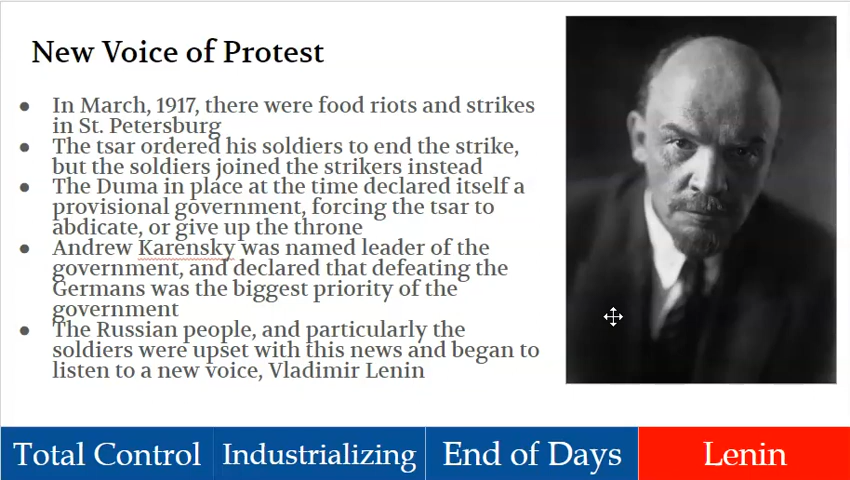 New Voice of Protest
● In March, 1917, there were food riots and strikes
in St. Petersburg
● The tsar ordered his soldiers to end the strike,
but the soldiers joined the strikers instead
● The Duma in place at the time declared itself a
provisional government, forcing the tsar to
abdicate, or give up the throne
● Andrew Karensky was named leader of the
government, and declared that defeating the
Germans was the biggest priority of the
government
● The Russian people, and particularly the
soldiers were upset with this news and began to
listen to a new voice, Vladimir Lenin
Total Control Industrializing End of Days Lenin